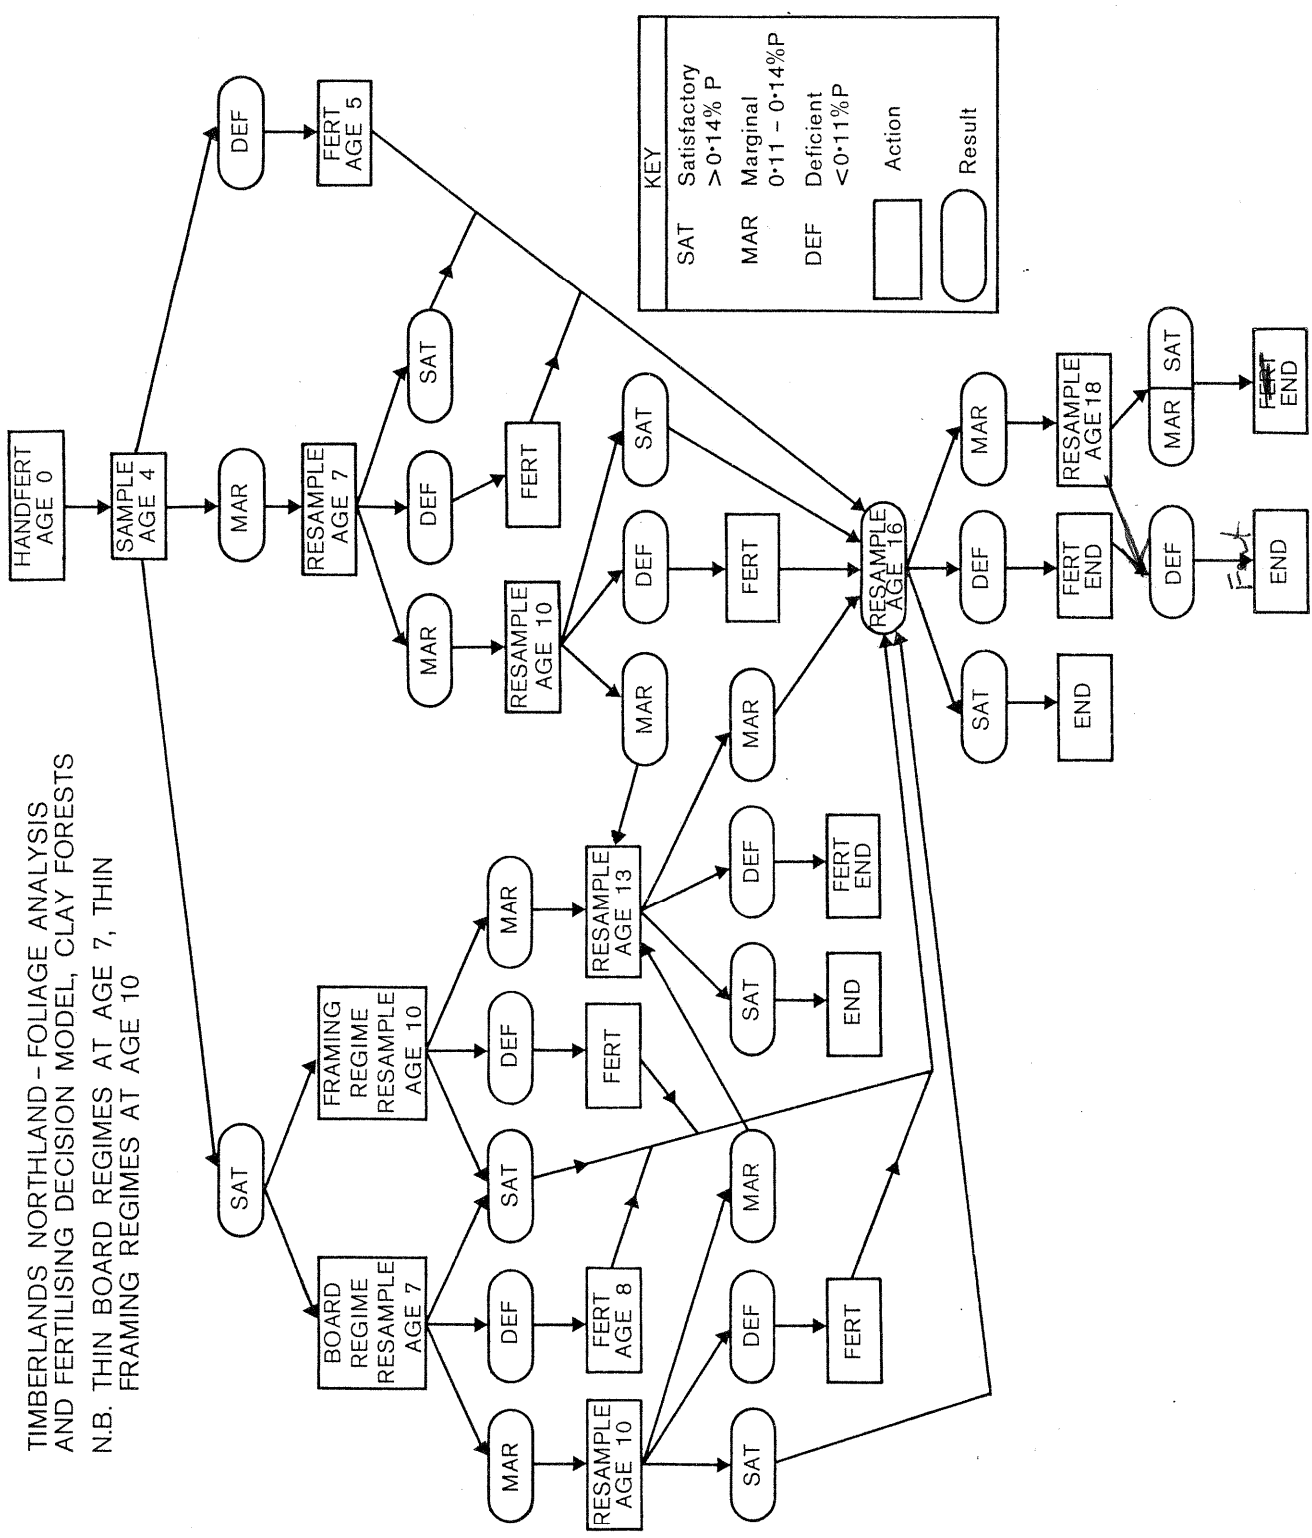 TIMBERLANDS NORTHLAND – FOLIAGE ANALYSIS
AND FERTILISING DECISION MODEL, CLAY FORESTS
N.B. THIN BOARD REGIMES AT AGE 7, THIN
FRAMING REGIMES AT AGE 10
HANDFERT
AGE 0
SAMPLE
AGE 4
SAT
MAR
DEF
BOARD
REGIME
RESAMPLE
AGE 7
FRAMING
REGIME
RESAMPLE
AGE 10
RESAMPLE
AGE 7
FERT
AGE 5
MAR
DEF
SAT
MAR
DEF
SAT
DEF
MAR
RESAMPLE
AGE 10
FERT
RESAMPLE
AGE 10
FERT
AGE 8
FERT
RESAMPLE
AGE 13
MAR
DEF
SAT
SAT
DEF
MAR
SAT
DEF
MAR
FERT
FERT
END
FERT
END
RESAMPLE
AGE 16
SAT
DEF
MAR
END
FERT
END
RESAMPLE
AGE 18
DEF
MAR SAT
Fert
END
FERT
END
KEY
SAT Satisfactory
>0·14% P
MAR Marginal
0·11 – 0·14%P
DEF Deficient
<0·11%P
Action
Result